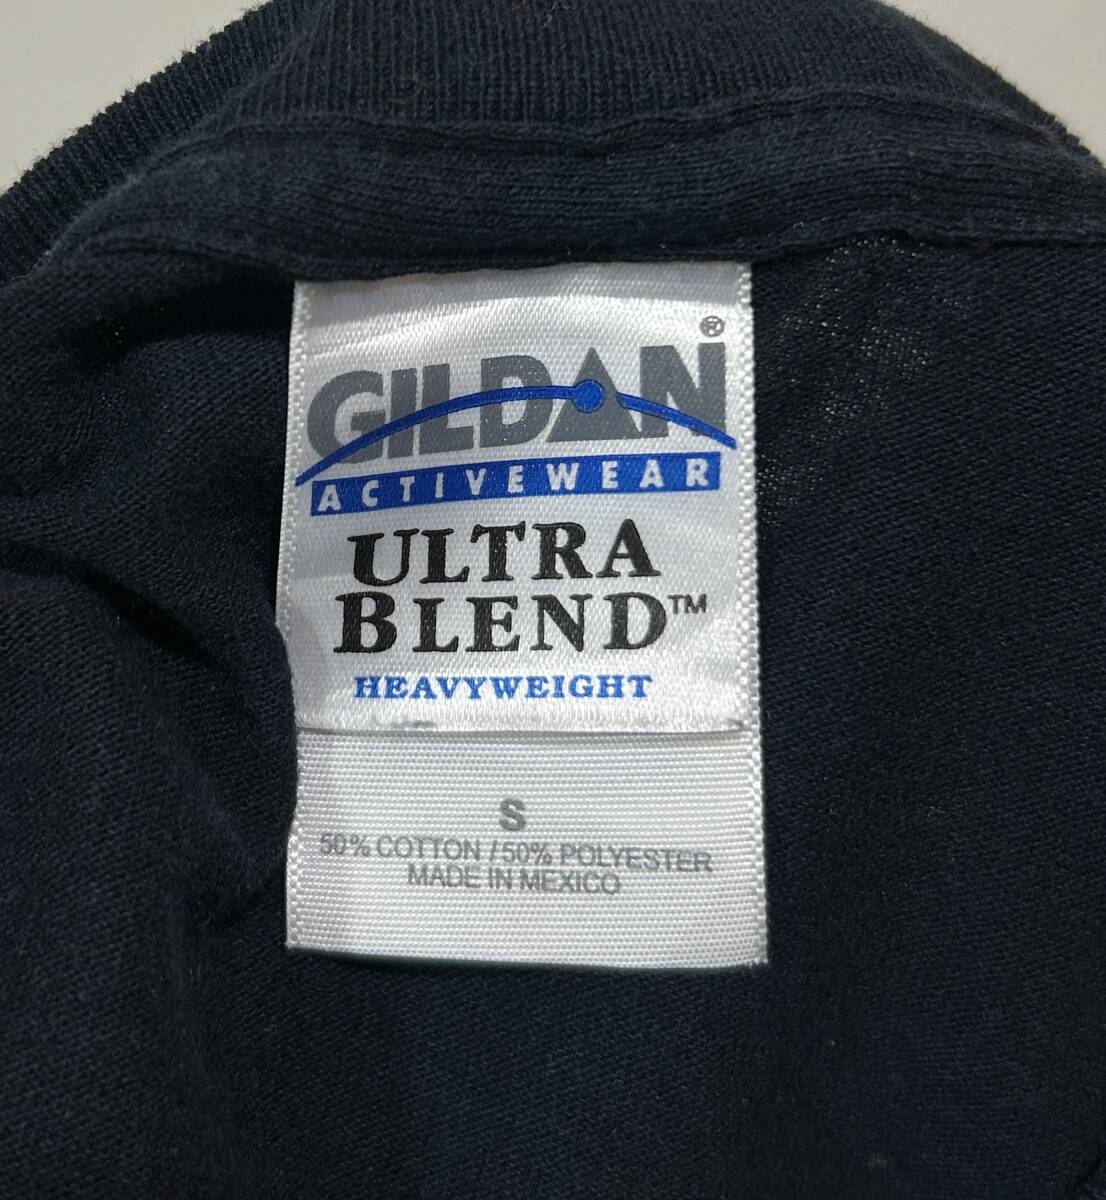 GILDAN®
ACTIVEWEAR
ULTRA
BLEND™
HEAVYWEIGHT
S
50% COTTON / 50% POLYESTER
MADE IN MEXICO